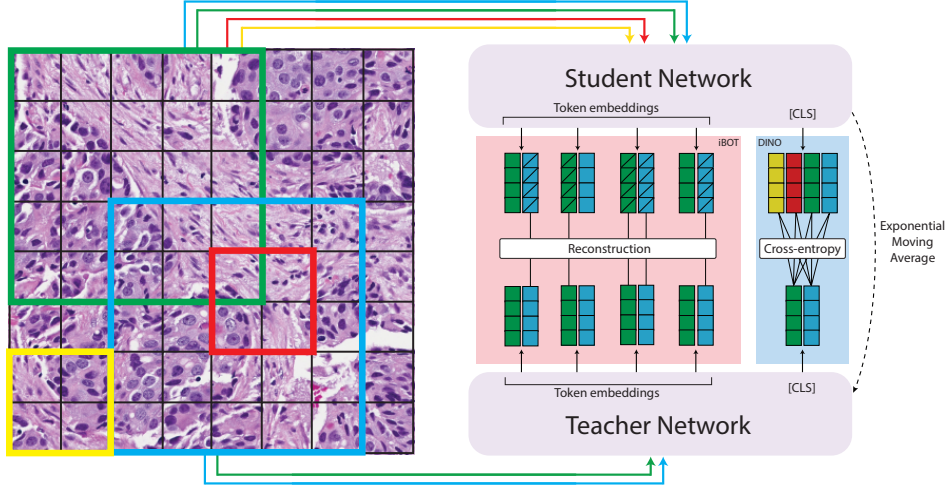 Student Network
Token embeddings
[CLS]
iBOT
DINO
Reconstruction
Cross-entropy
Exponential
Moving
Average
Token embeddings
[CLS]
Teacher Network